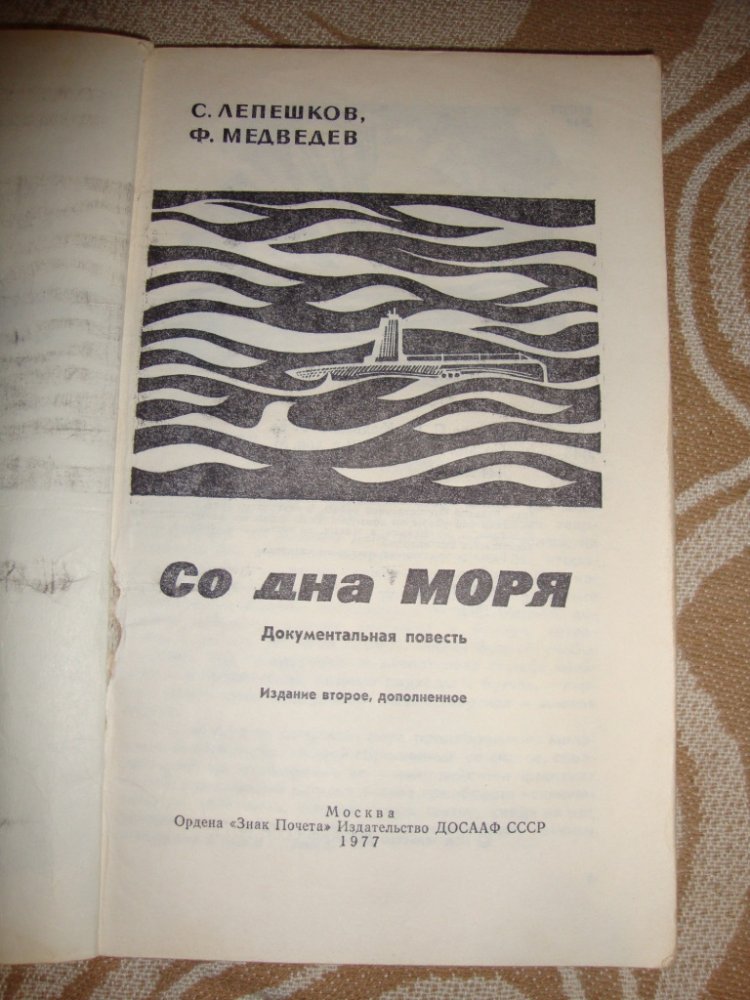 С. ЛЕПЕШКОВ,
Ф. МЕДВЕДЕВ
Со дна МОРЯ
Документальная повесть
Издание второе, дополненное
Москва
Ордена «Знак Почета» Издательство ДОСААФ СССР
1977